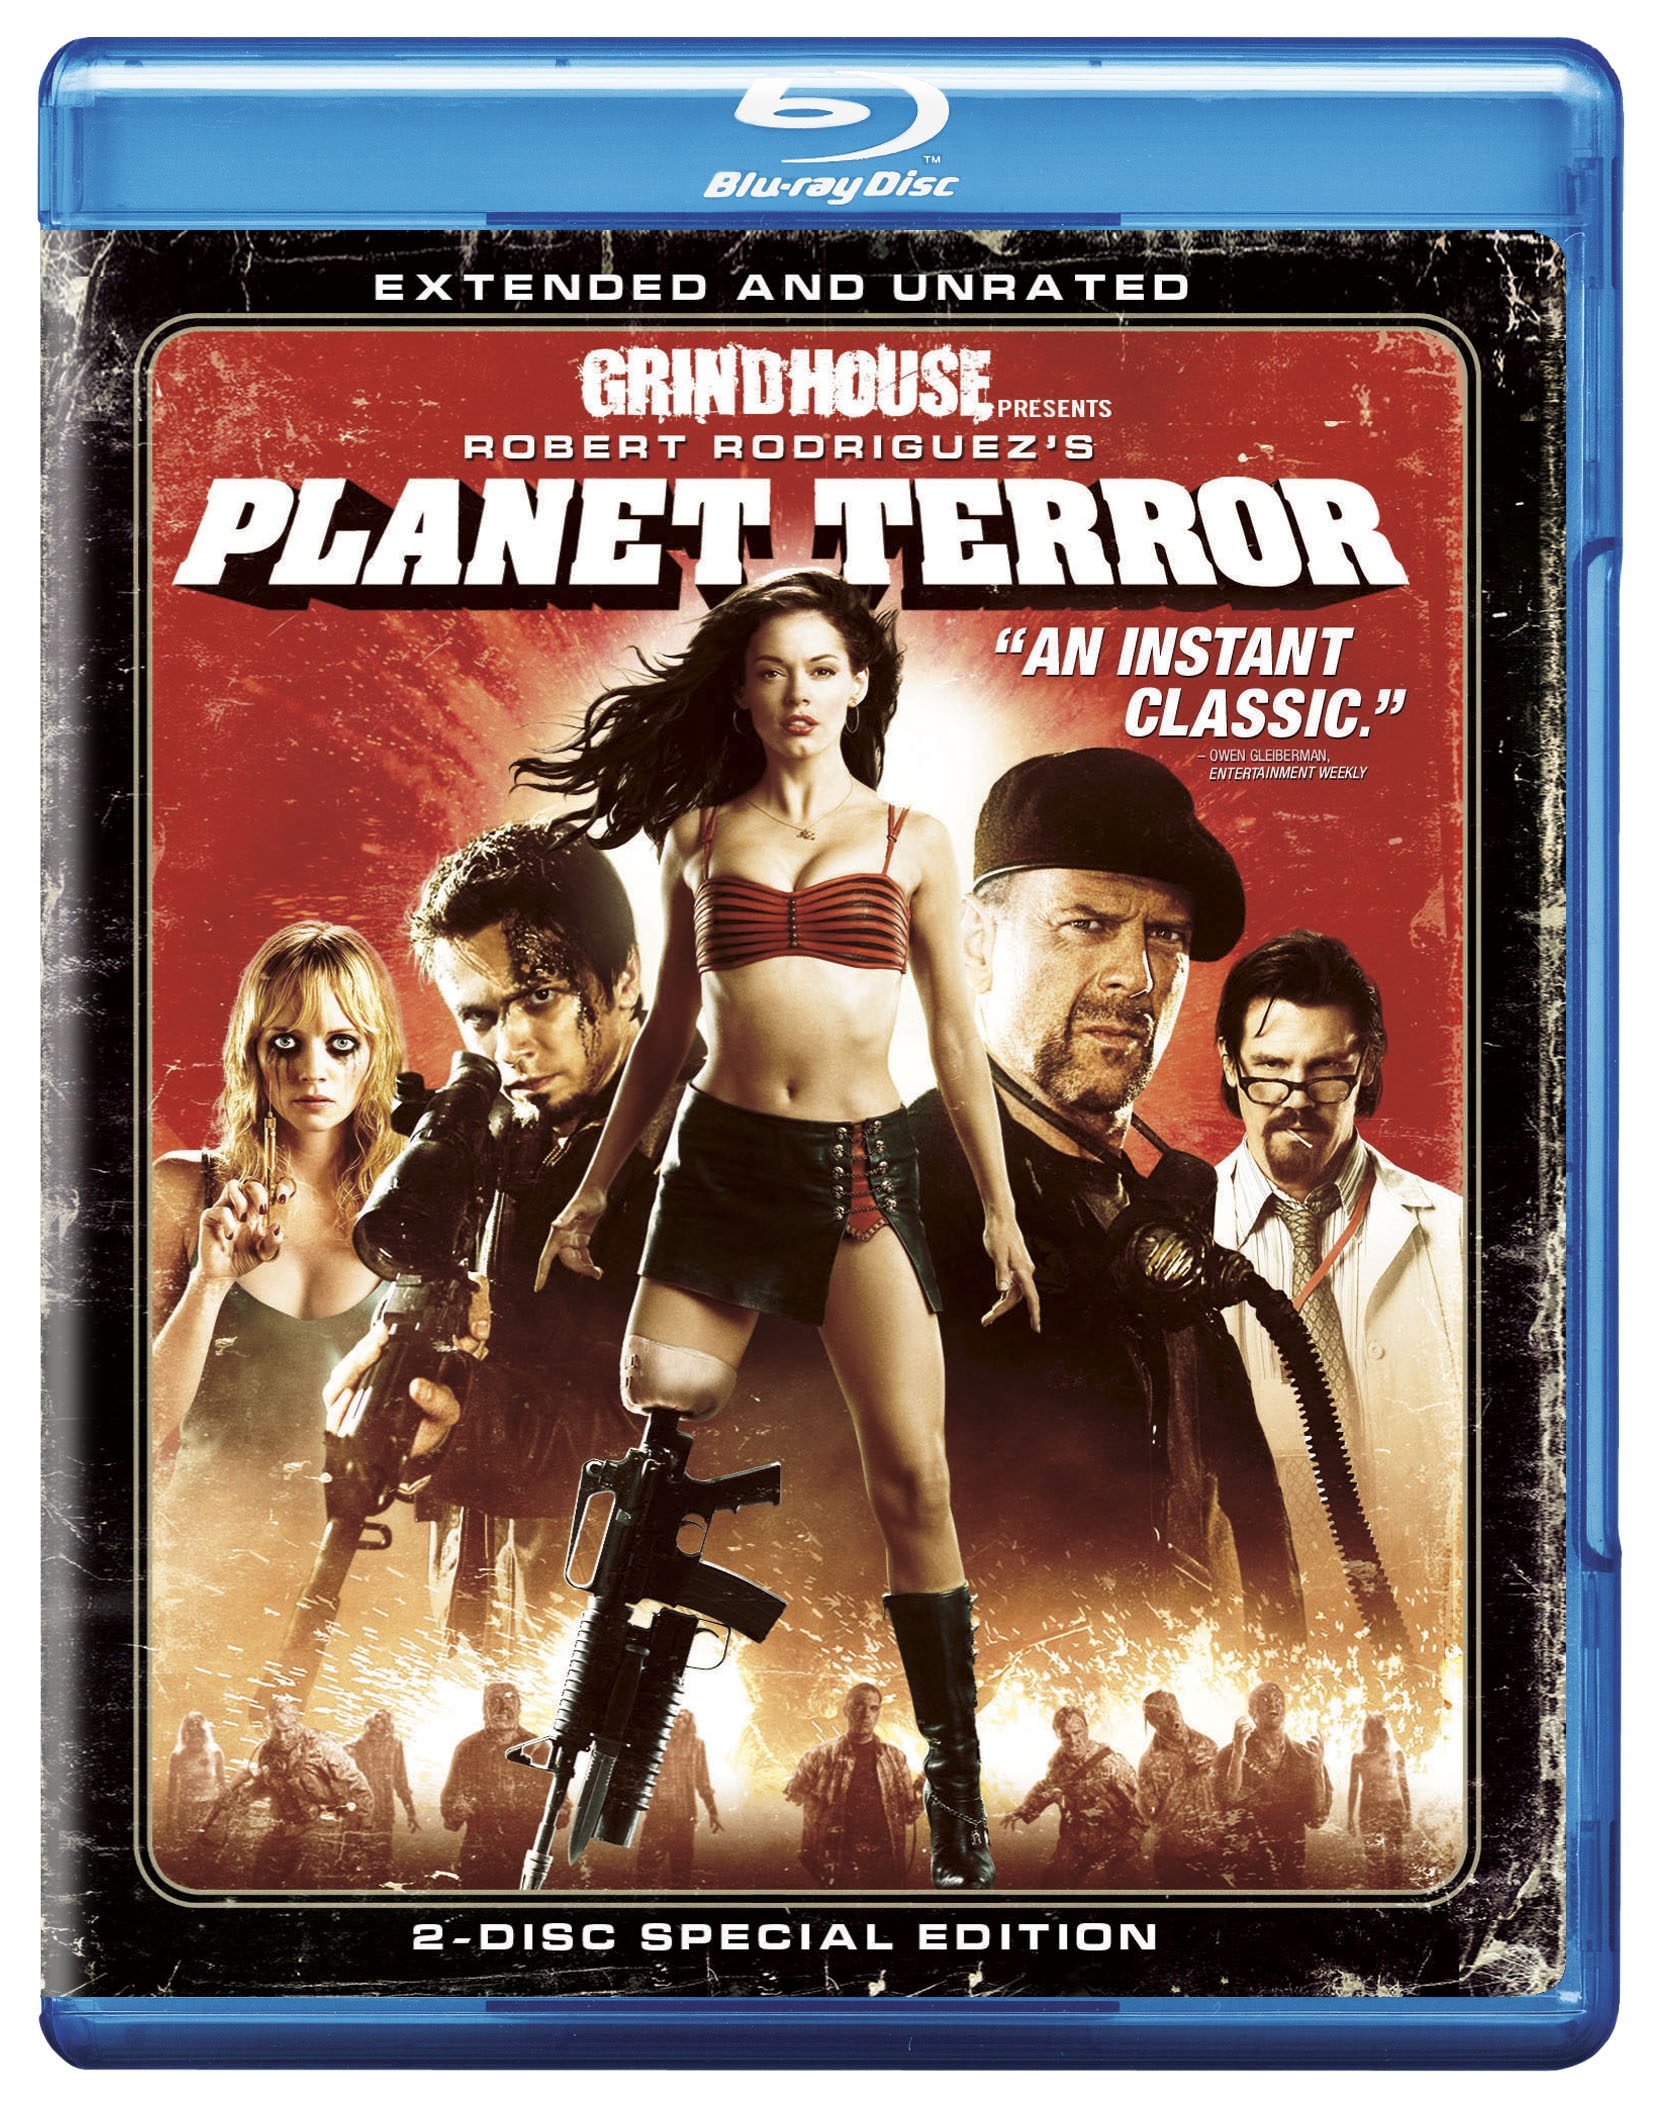 Blu-ray Disc™
EXTENDED AND UNRATED
GRINDHOUSE PRESENTS
ROBERT RODRIGUEZ'S
PLANET TERROR
“AN INSTANT
CLASSIC.”
– OWEN GLEIBERMAN,
ENTERTAINMENT WEEKLY
2-DISC SPECIAL EDITION